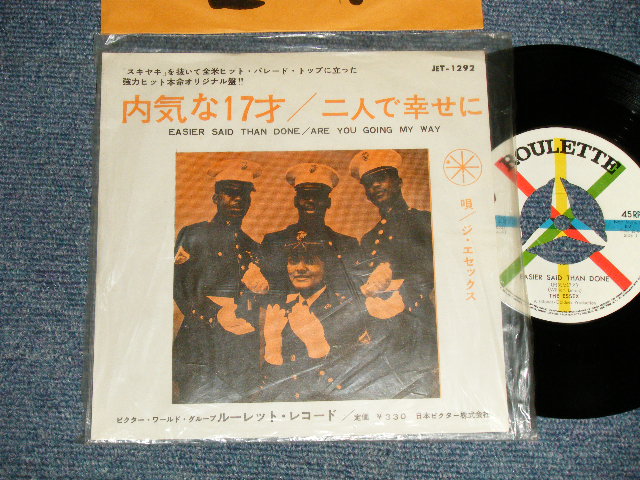 「スキヤキ」を抜いて全米ヒット・パレード・トップに立った
強力ヒット本命オリジナル盤!!
JET-1292
内気な17才/二人で幸せに
EASIER SAID THAN DONE/ARE YOU GOING MY WAY
唄/ジ・エセックス
ビクター・ワールド・グループ ルーレット・レコード/定価 ¥330 日本ビクター株式会社
ROULETTE
45RP
EASIER SAID THAN DONE
THE ESSEX